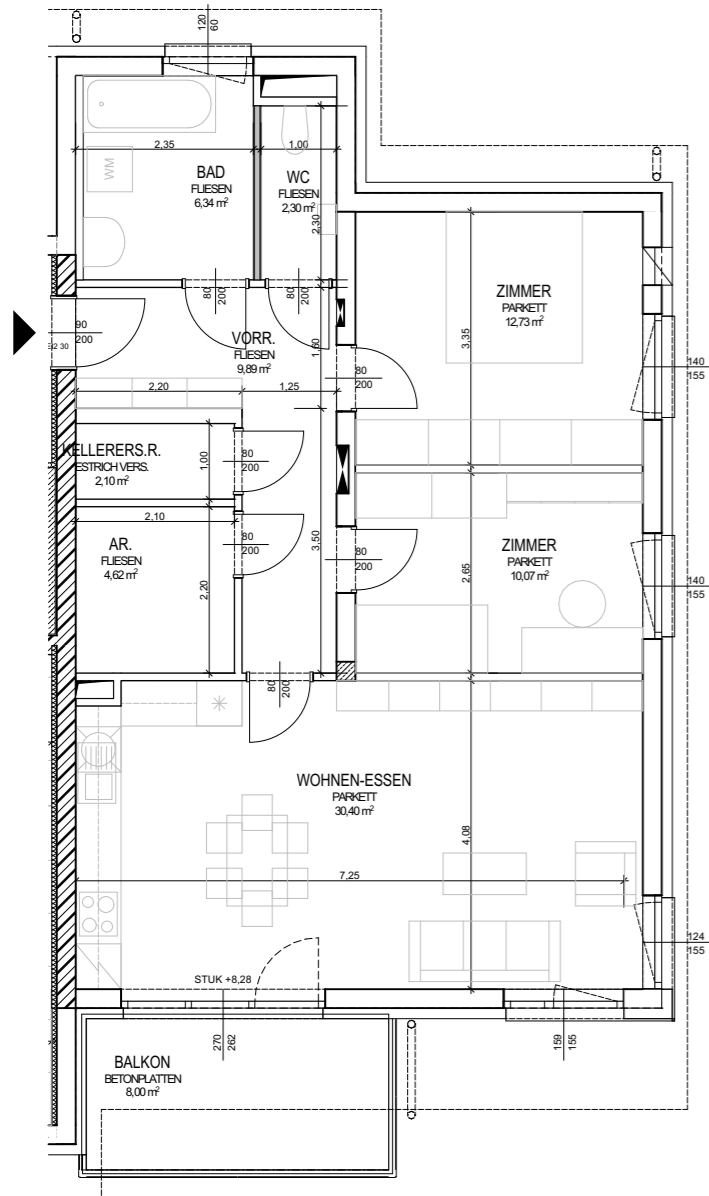 120
60
2,35
1,00
BAD
FLIESEN
6,34 m²
WM
WC
FLIESEN
2,30 m²
2,30
ZIMMER
PARKETT
12,73 m²
3,35
80
200
80
200
90
200
VORR.
FLIESEN
9,89 m²
1,60
140
155
80
200
2,20
1,25
KELLERERS.R.
ESTRICH VERS.
2,10 m²
1,00
80
200
2,10
AR.
FLIESEN
4,62 m²
2,20
80
200
3,50
80
200
ZIMMER
PARKETT
10,07 m²
2,65
140
155
80
200
WOHNEN-ESSEN
PARKETT
30,40 m²
4,08
7,25
124
155
STUK +8,28
270
262
159
155
BALKON
BETONPLATTEN
8,00 m²